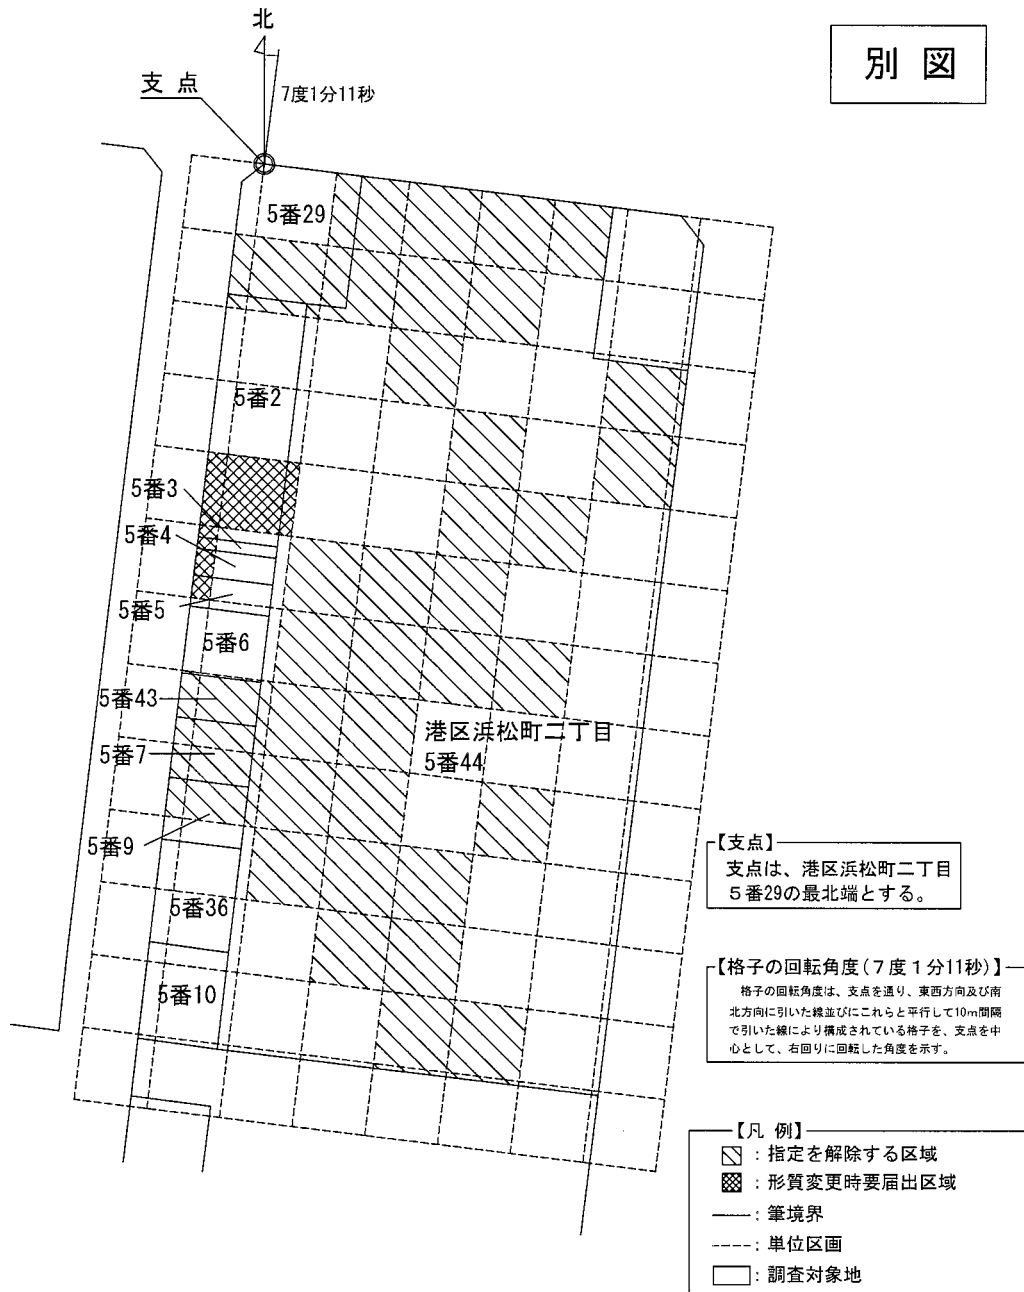 別 図
北
支 点
7度1分11秒
5番29
5番2
5番3
5番4
5番5
5番6
5番43
5番7
港区浜松町二丁目
5番44
5番9
5番36
5番10
【支点】
支点は、港区浜松町二丁目
5番29の最北端とする。
【格子の回転角度(7度1分11秒)】
格子の回転角度は、支点を通り、東西方向及び南
北方向に引いた線並びにこれらと平行して10m間隔
で引いた線により構成されている格子を、支点を中
心として、右回りに回転した角度を示す。
【凡 例】
:指定を解除する区域
:形質変更時要届出区域
:筆境界
:単位区画
:調査対象地